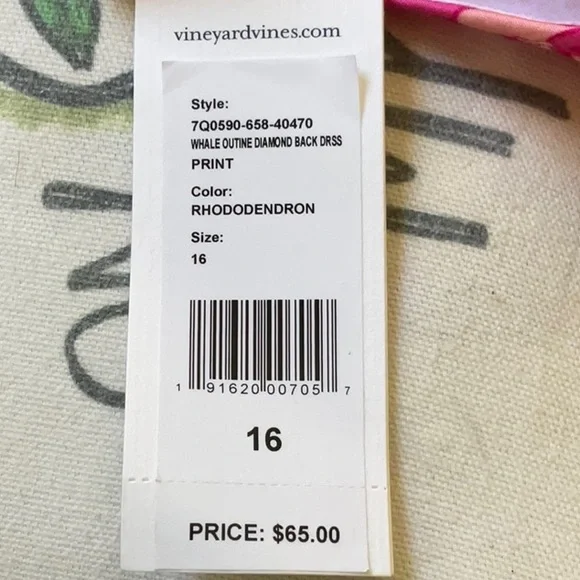 vineyardvines.com
Style:
7Q0590-658-40470
WHALE OUTINE DIAMOND BACK DRSS
PRINT
Color:
RHODODENDRON
Size:
16
1 91620 00705 7
16
PRICE: $65.00